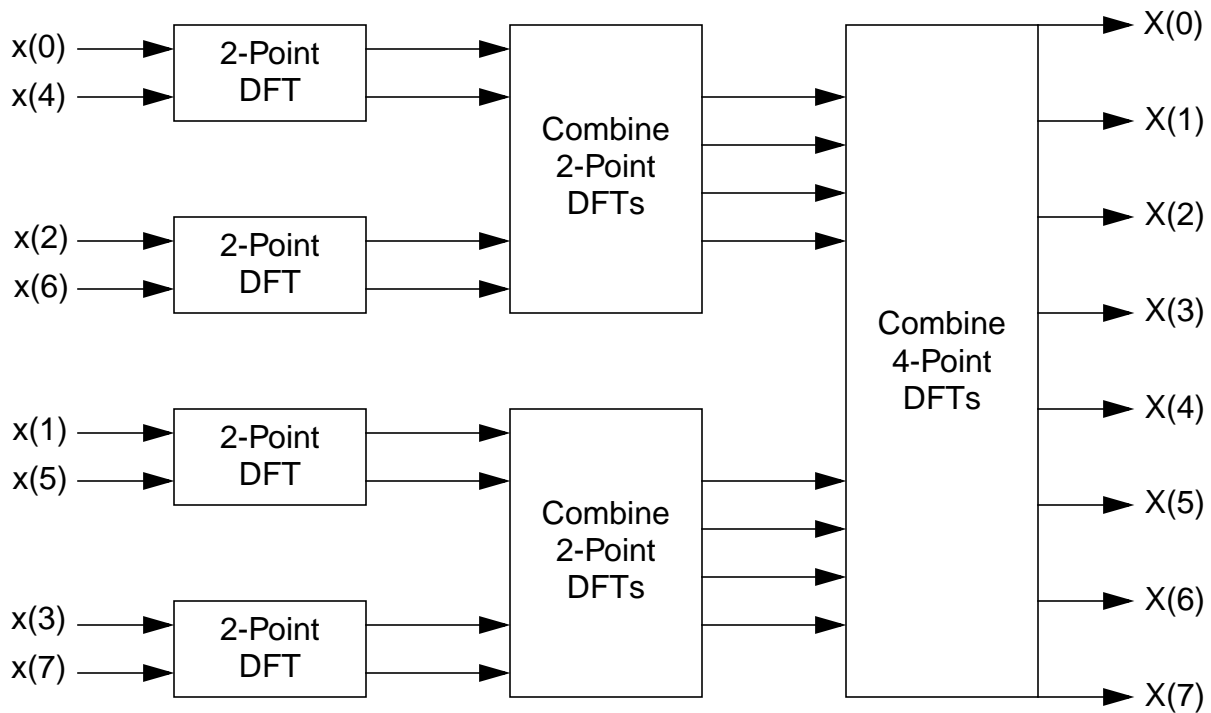 x(0)
x(4)
2-Point
DFT
x(2)
x(6)
2-Point
DFT
Combine
2-Point
DFTs
x(1)
x(5)
2-Point
DFT
x(3)
x(7)
2-Point
DFT
Combine
2-Point
DFTs
Combine
4-Point
DFTs
X(0)
X(1)
X(2)
X(3)
X(4)
X(5)
X(6)
X(7)